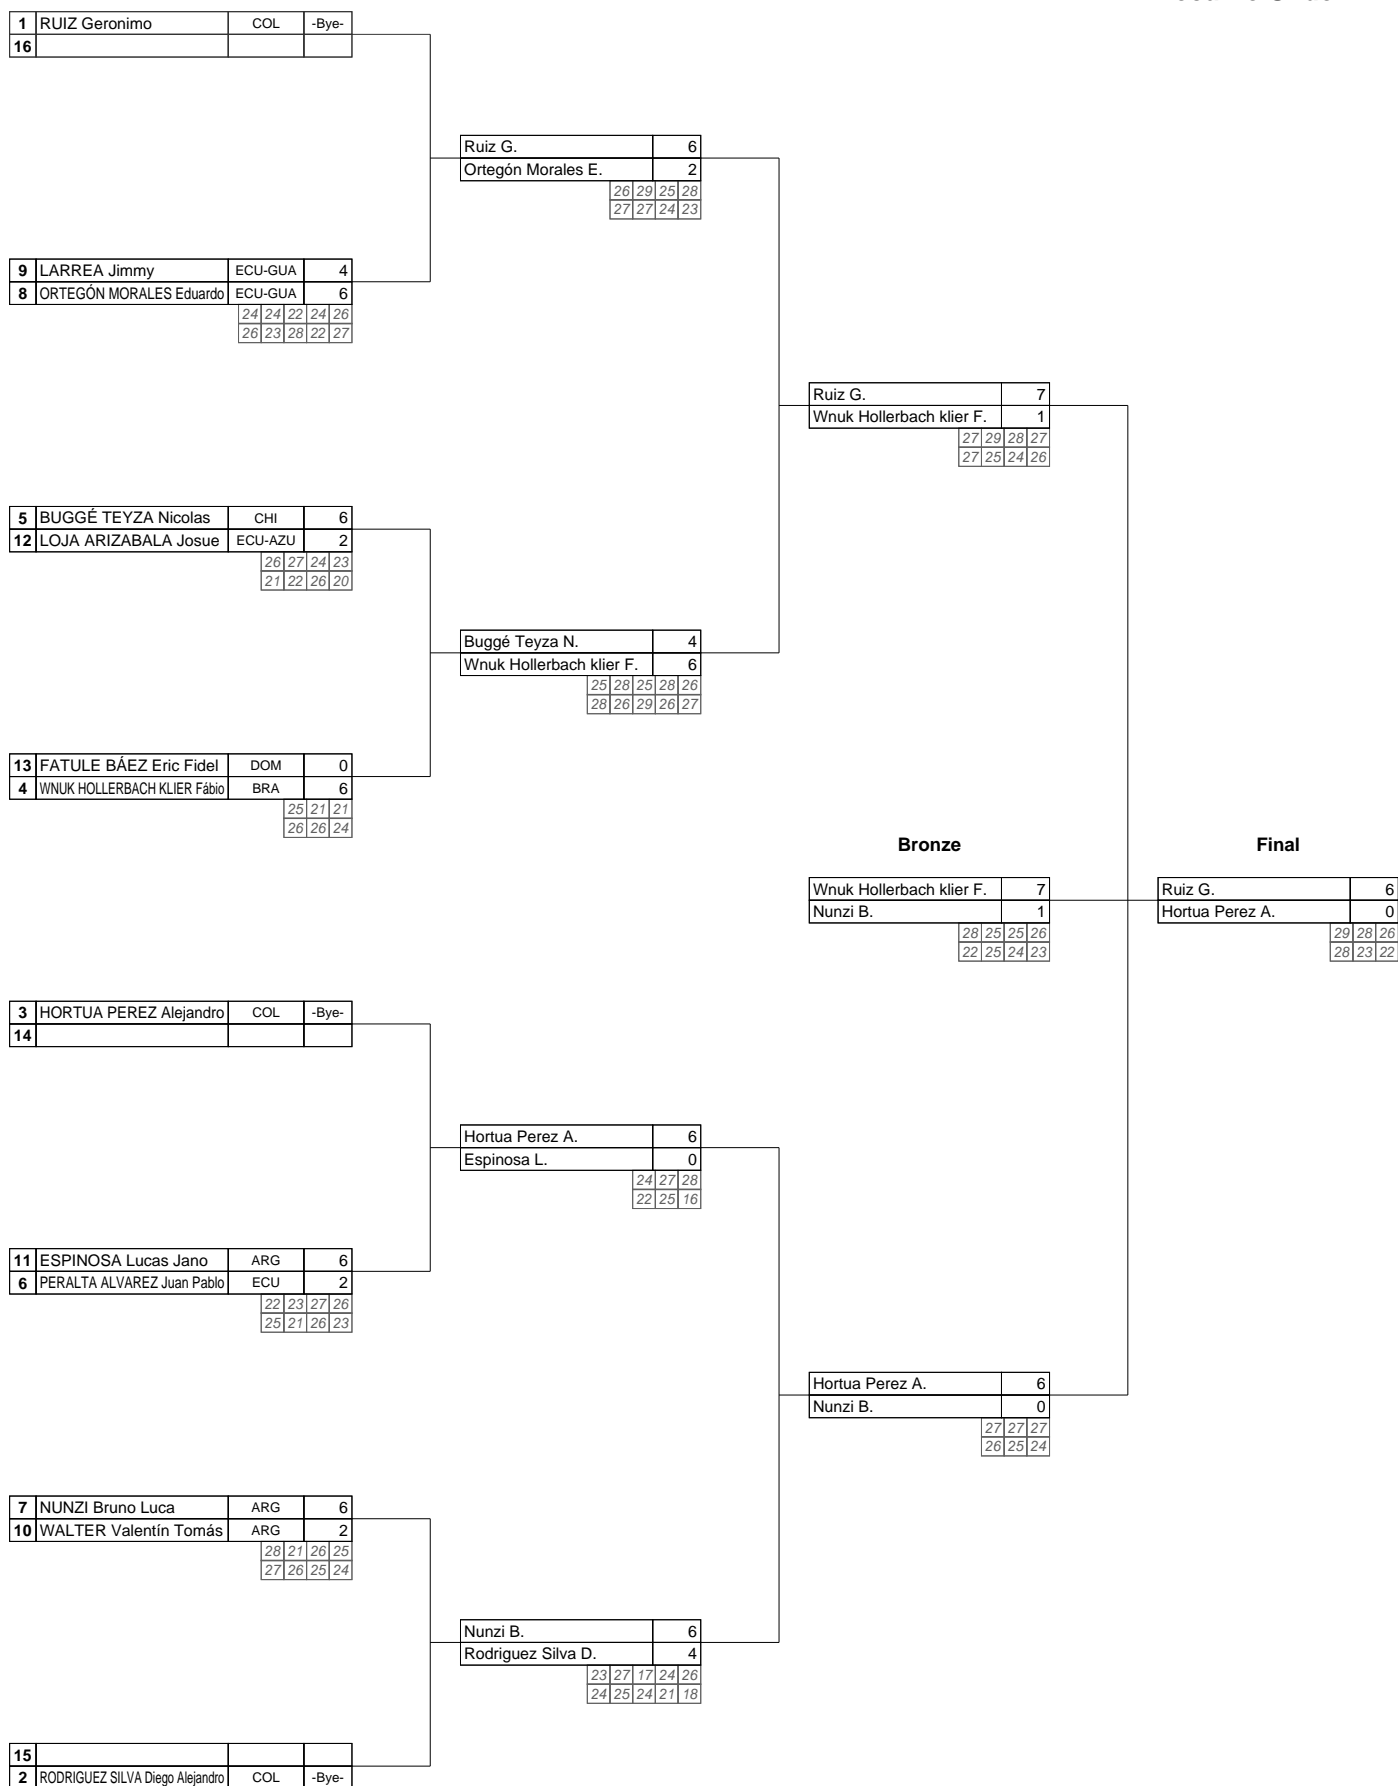 1 RUIZ Geronimo COL -Bye-
16
Ruiz G. 6
Ortegón Morales E. 2
26 29 25 28
27 27 24 23
9 LARREA Jimmy ECU-GUA 4
8 ORTEGÓN MORALES Eduardo ECU-GUA 6
24 24 22 24 26
26 23 28 22 27
Ruiz G. 7
Wnuk Hollerbach klier F. 1
27 29 28 27
27 25 24 26
5 BUGGÉ TEYZA Nicolas CHI 6
12 LOJA ARIZABALA Josue ECU-AZU 2
26 27 24 23
21 22 26 20
Buggé Teyza N. 4
Wnuk Hollerbach klier F. 6
25 28 25 28 26
28 26 29 26 27
13 FATULE BÁEZ Eric Fidel DOM 0
4 WNUK HOLLERBACH KLIER Fábio BRA 6
25 21 21
26 26 24
Bronze Final
Wnuk Hollerbach klier F. 7 Ruiz G. 6
Nunzi B. 1 Hortua Perez A. 0
28 25 25 26 29 28 26
22 25 24 23 28 23 22
3 HORTUA PEREZ Alejandro COL -Bye-
14
Hortua Perez A. 6
Espinosa L. 0
24 27 28
22 25 16
11 ESPINOSA Lucas Jano ARG 6
6 PERALTA ALVAREZ Juan Pablo ECU 2
22 23 27 26
25 21 26 23
Hortua Perez A. 6
Nunzi B. 0
27 27 27
26 25 24
7 NUNZI Bruno Luca ARG 6
10 WALTER Valentín Tomás ARG 2
28 21 26 25
27 26 25 24
Nunzi B. 6
Rodriguez Silva D. 4
23 27 17 24 26
24 25 24 21 18
15
2 RODRIGUEZ SILVA Diego Alejandro COL -Bye-